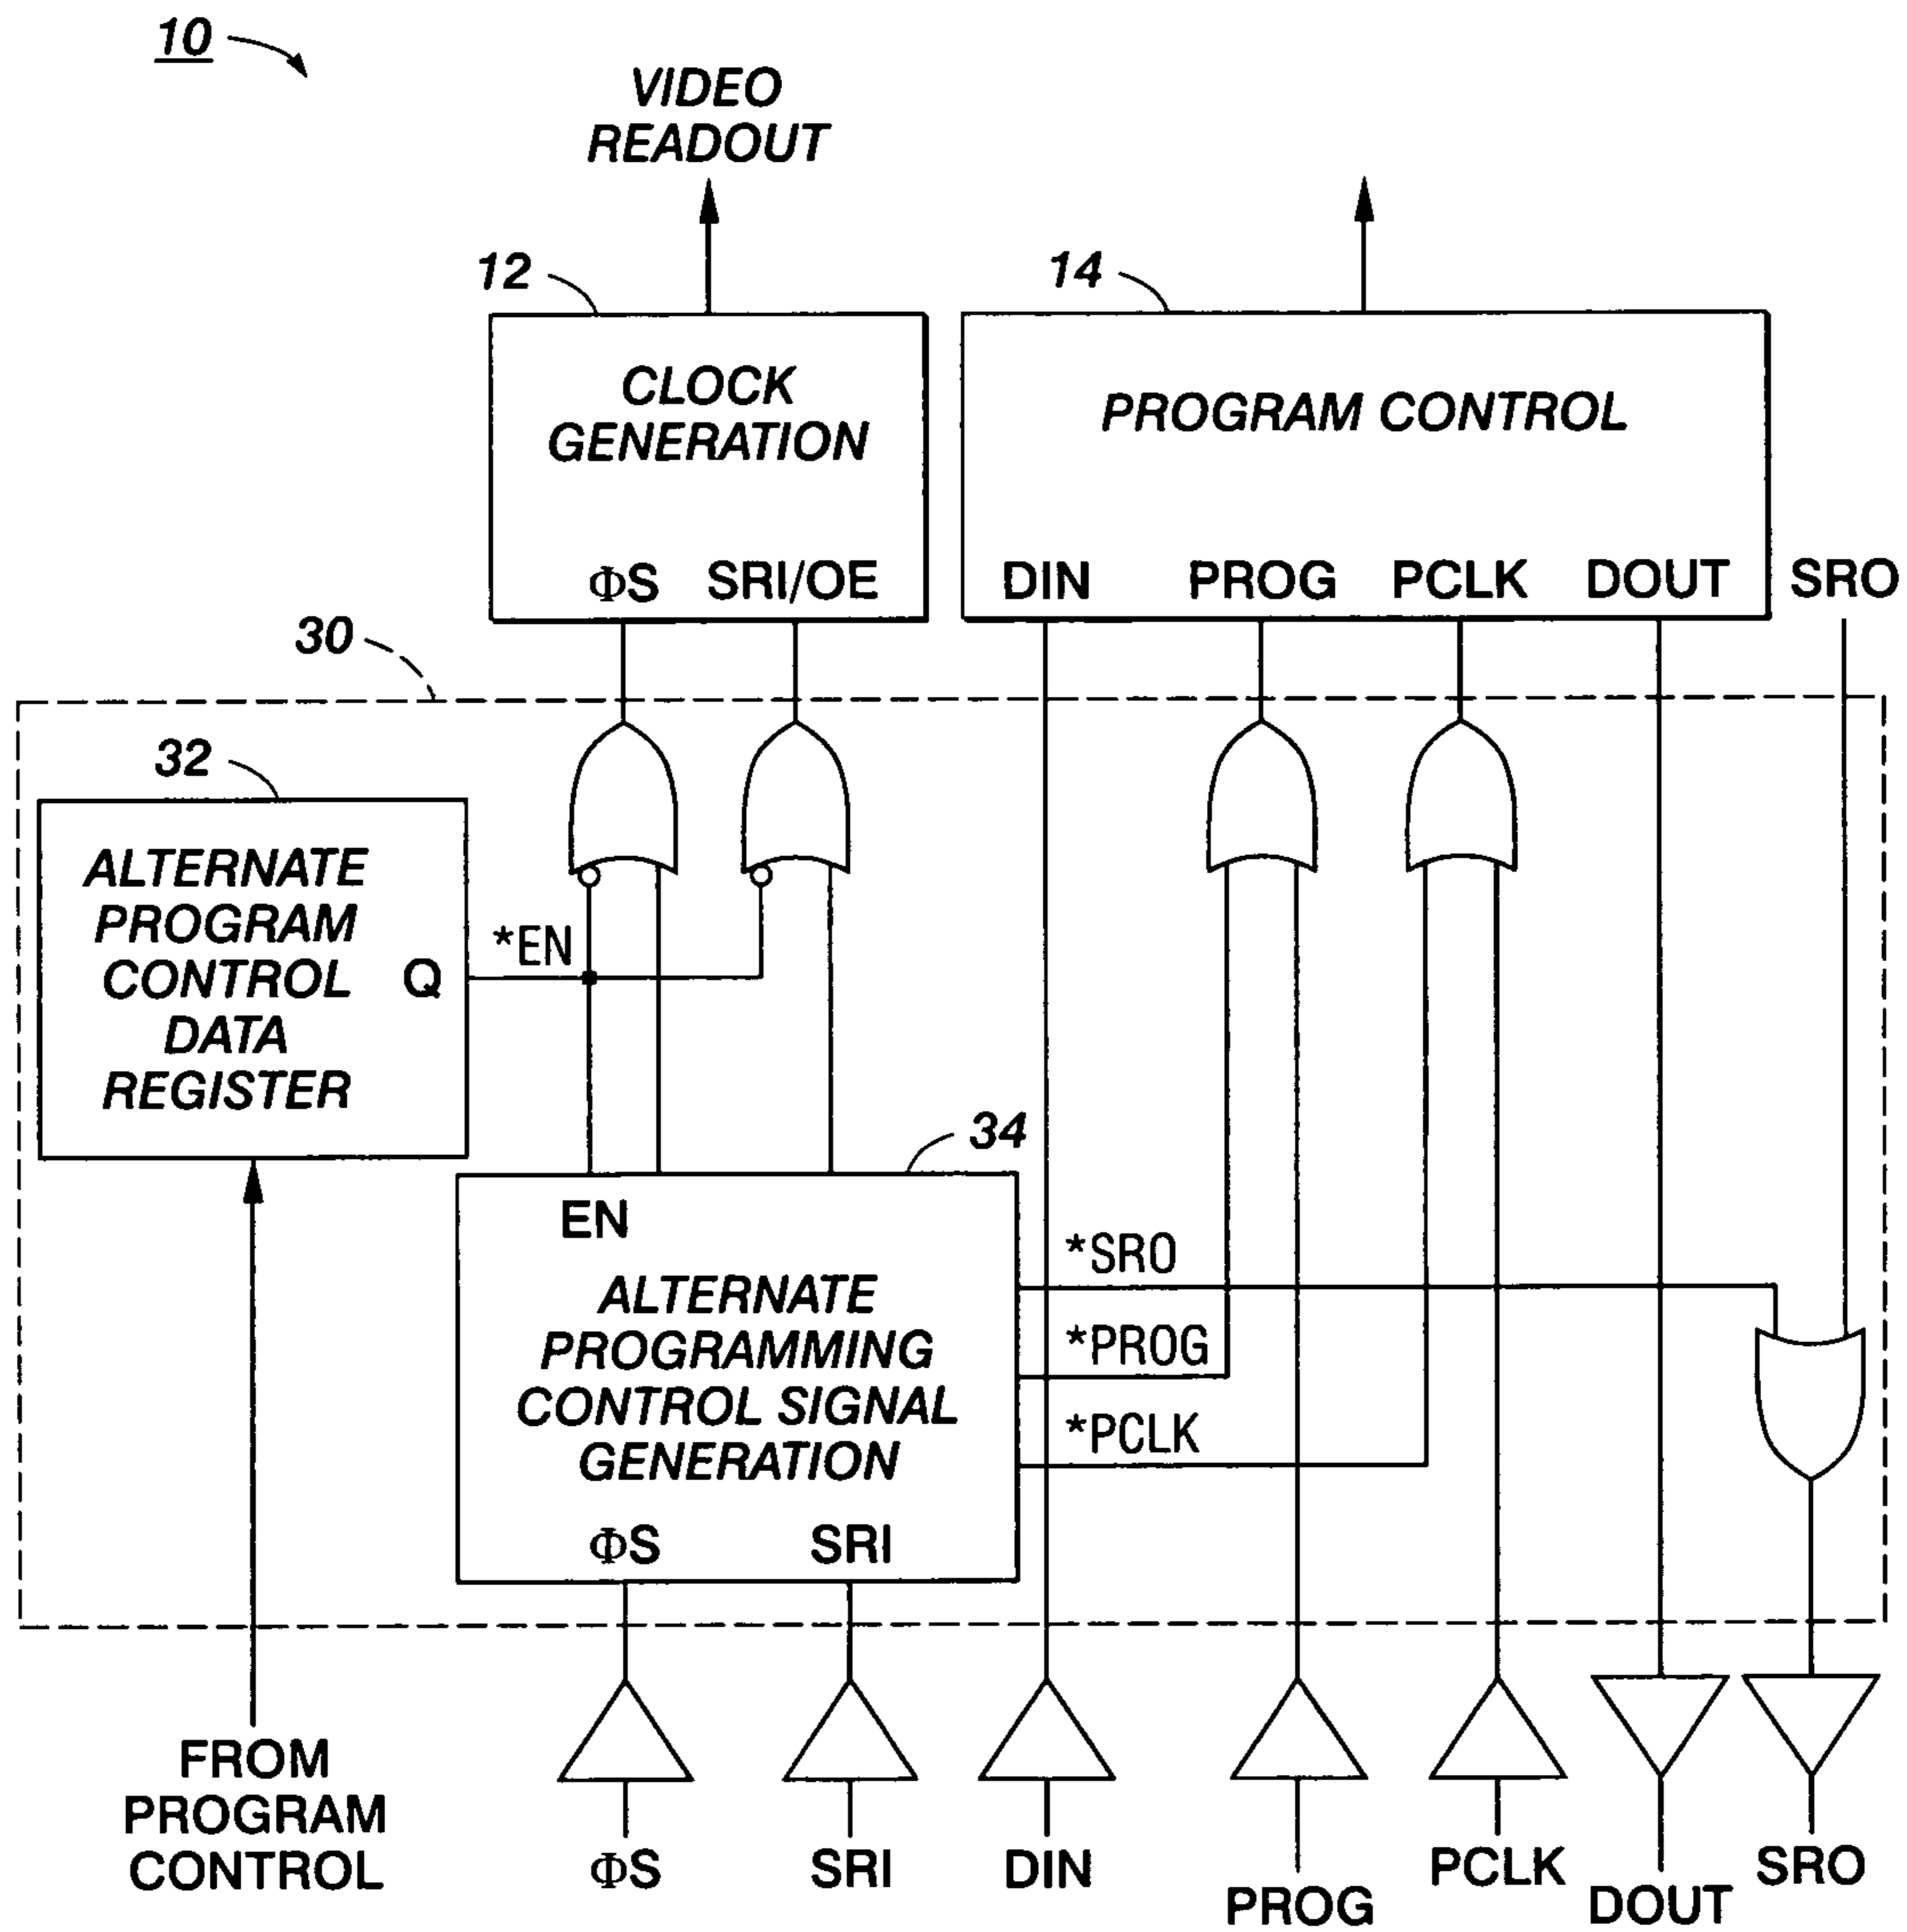 10
VIDEO
READOUT
12
14
CLOCK
GENERATION
ΦS SRI/OE
PROGRAM CONTROL
DIN PROG PCLK DOUT SRO
30
32
ALTERNATE
PROGRAM
CONTROL
DATA
REGISTER
Q
*EN
34
EN
ALTERNATE
PROGRAMMING
CONTROL SIGNAL
GENERATION
ΦS SRI
*SRO
*PROG
*PCLK
FROM
PROGRAM
CONTROL
ΦS SRI DIN PROG PCLK DOUT SRO